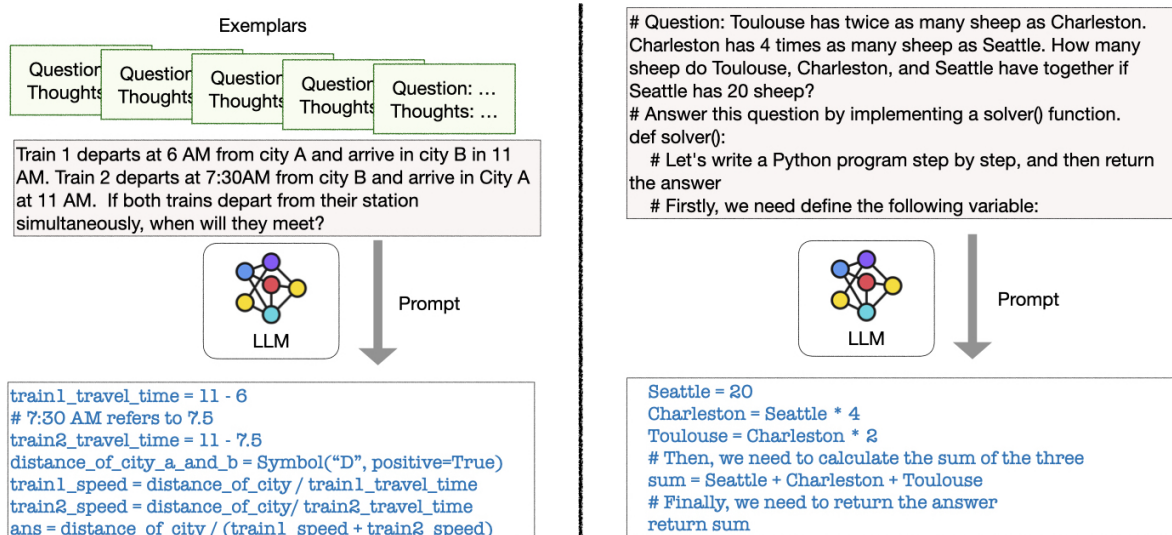 Exemplars
Question
Thoughts
Question
Thoughts
Question
Thoughts
Question
Thoughts
Question: ...
Thoughts: ...
Train 1 departs at 6 AM from city A and arrive in city B in 11
AM. Train 2 departs at 7:30AM from city B and arrive in City A
at 11 AM.  If both trains depart from their station
simultaneously, when will they meet?
LLM
Prompt
train1_travel_time = 11 - 6
# 7:30 AM refers to 7.5
train2_travel_time = 11 - 7.5
distance_of_city_a_and_b = Symbol(“D”, positive=True)
train1_speed = distance_of_city / train1_travel_time
train2_speed = distance_of_city/ train2_travel_time
ans = distance_of_city / (train1_speed + train2_speed)
# Question: Toulouse has twice as many sheep as Charleston.
Charleston has 4 times as many sheep as Seattle. How many
sheep do Toulouse, Charleston, and Seattle have together if
Seattle has 20 sheep?
# Answer this question by implementing a solver() function.
def solver():
# Let's write a Python program step by step, and then return
the answer
# Firstly, we need define the following variable:
LLM
Prompt
Seattle = 20
Charleston = Seattle * 4
Toulouse = Charleston * 2
# Then, we need to calculate the sum of the three
sum = Seattle + Charleston + Toulouse
# Finally, we need to return the answer
return sum